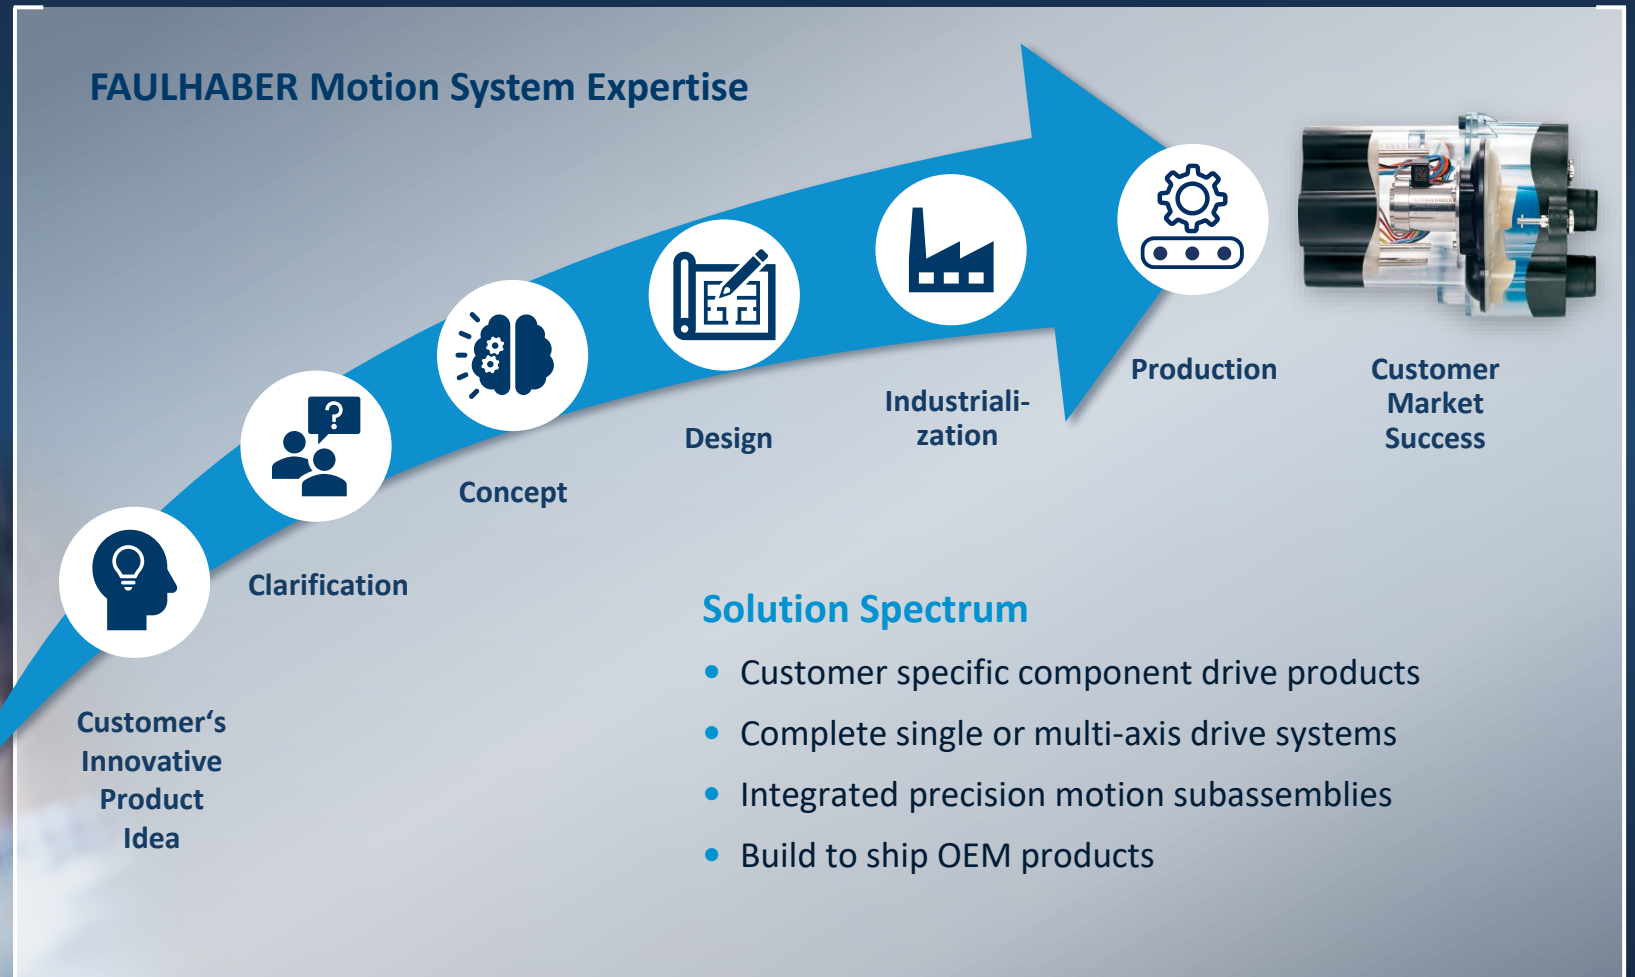 FAULHABER Motion System Expertise
?
FAULHABER
Production
Customer
Market
Success
Industriali-
zation
Design
Concept
Clarification
Customer‘s
Innovative
Product
Idea
Solution Spectrum
• Customer specific component drive products
• Complete single or multi-axis drive systems
• Integrated precision motion subassemblies
• Build to ship OEM products